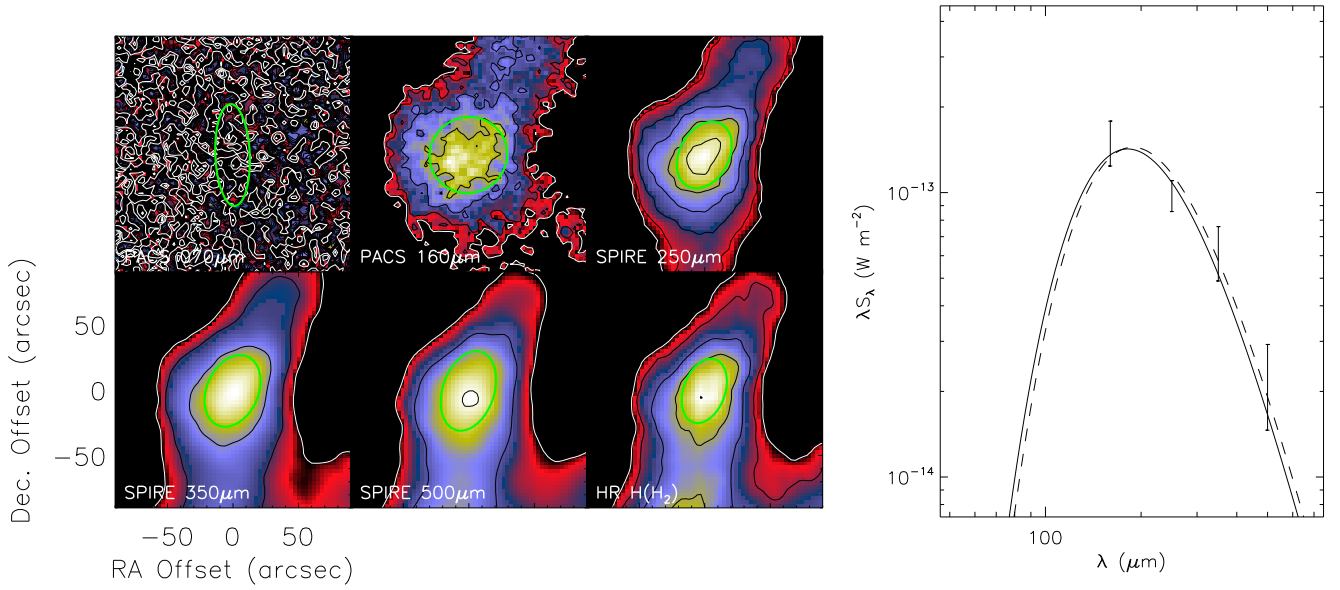 PACS 070μm
PACS 160μm
SPIRE 250μm
SPIRE 350μm
SPIRE 500μm
HR H(H₂)
Dec. Offset (arcsec)
50
0
−50
−50 0 50
RA Offset (arcsec)
10⁻¹³
10⁻¹⁴
λSλ (W m⁻²)
100
λ (μm)